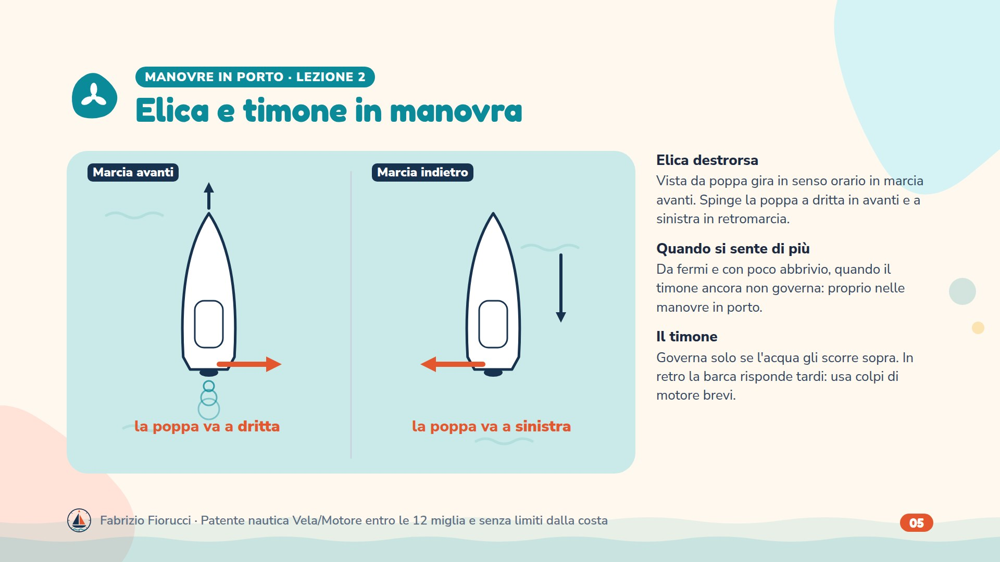 MANOVRE IN PORTO · LEZIONE 2
Elica e timone in manovra
Marcia avanti
Marcia indietro
la poppa va a dritta
la poppa va a sinistra
Elica destrorsa
Vista da poppa gira in senso orario in marcia
avanti. Spinge la poppa a dritta in avanti e a
sinistra in retromarcia.
Quando si sente di più
Da fermi e con poco abbrivio, quando il
timone ancora non governa: proprio nelle
manovre in porto.
Il timone
Governa solo se l'acqua gli scorre sopra. In
retro la barca risponde tardi: usa colpi di
motore brevi.
Fabrizio Fiorucci · Patente nautica Vela/Motore entro le 12 miglia e senza limiti dalla costa
05